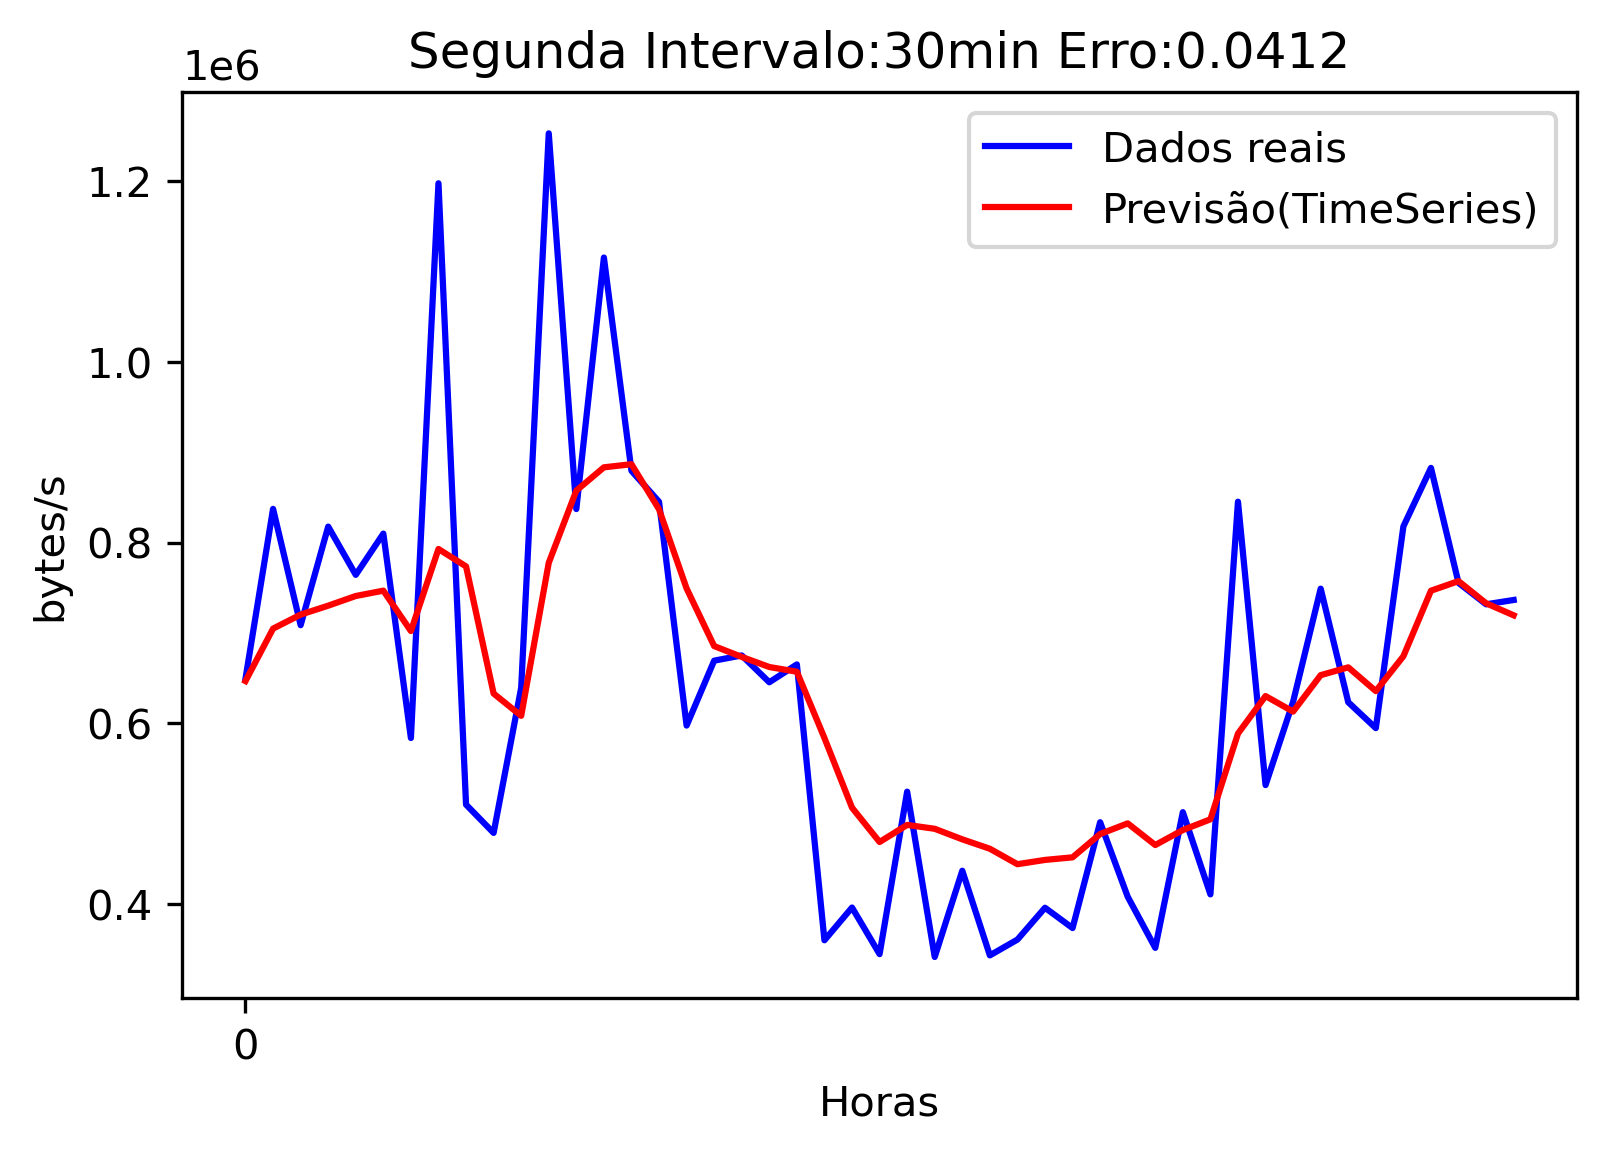 Segunda Intervalo:30min Erro:0.0412
1e6
Dados reais
Previsão(TimeSeries)
1.2
1.0
0.8
0.6
0.4
bytes/s
0
Horas